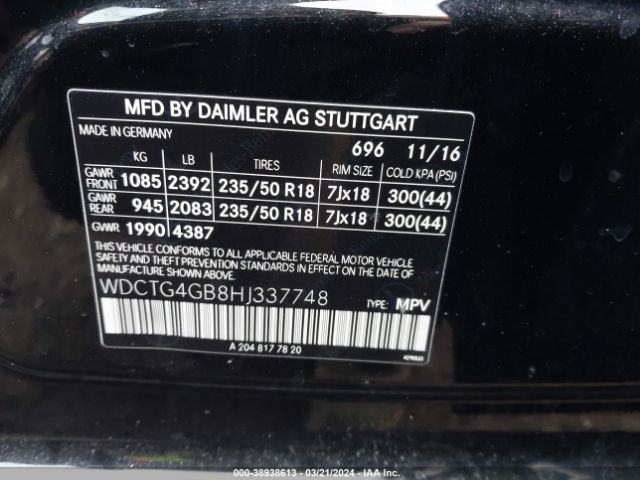 MFD BY DAIMLER AG STUTTGART
MADE IN GERMANY 696 11/16
KG LB TIRES RIM SIZE COLD KPA (PSI)
GAWR FRONT 1085 2392 235/50 R18 7Jx18 300(44)
GAWR REAR 945 2083 235/50 R18 7Jx18 300(44)
GVWR 1990 4387
THIS VEHICLE CONFORMS TO ALL APPLICABLE FEDERAL MOTOR VEHICLE
SAFETY AND THEFT PREVENTION STANDARDS IN EFFECT ON THE DATE
OF MANUFACTURE SHOWN ABOVE.
WDCTG4GB8HJ337748 TYPE: MPV
A 204 817 78 20
000-38938613 - 03/21/2024 - IAA Inc.